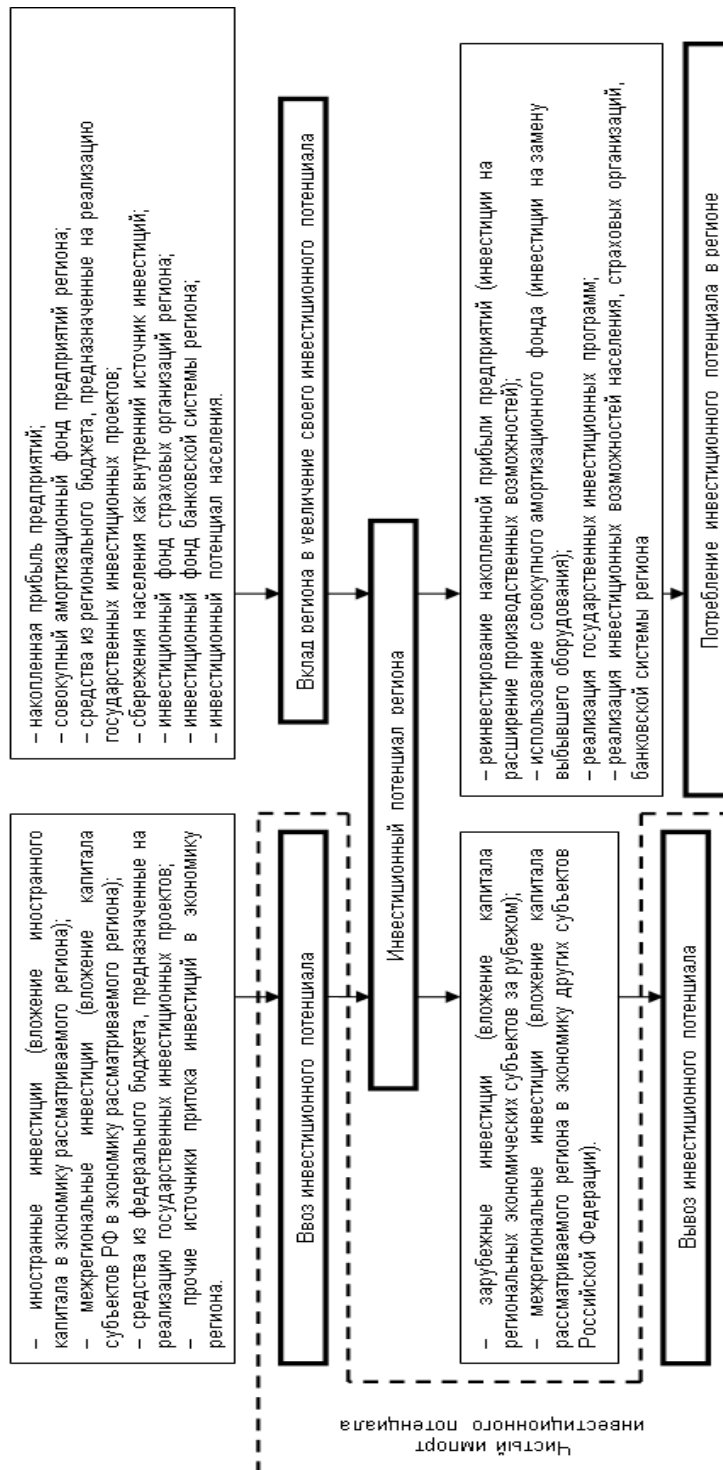 – иностранные инвестиции (вложение иностранного
капитала в экономику рассматриваемого региона);
– межрегиональные инвестиции (вложение капитала
субъектов РФ в экономику рассматриваемого региона);
– средства из федерального бюджета, предназначенные на
реализацию государственных инвестиционных проектов;
– прочие источники притока инвестиций в экономику
региона.
– накопленная прибыль предприятий;
– совокупный амортизационный фонд предприятий региона;
– средства из регионального бюджета, предназначенные на реализацию
государственных инвестиционных проектов;
– сбережения населения как внутренний источник инвестиций;
– инвестиционный фонд страховых организаций региона;
– инвестиционный фонд банковской системы региона;
– инвестиционный потенциал населения.
Ввоз инвестиционного потенциала
Вклад региона в увеличение своего инвестиционного потенциала
Инвестиционный потенциал региона
– зарубежные инвестиции (вложение капитала
региональных экономических субъектов за рубежом);
– межрегиональные инвестиции (вложение капитала
рассматриваемого региона в экономику других субъектов
Российской Федерации).
– реинвестирование накопленной прибыли предприятий (инвестиции на
расширение производственных возможностей);
– использование совокупного амортизационного фонда (инвестиции на замену
выбывшего оборудования);
– реализация государственных инвестиционных программ;
– реализация инвестиционных возможностей населения, страховых организаций,
банковской системы региона
Вывоз инвестиционного потенциала
Потребление инвестиционного потенциала в регионе
Чистый импорт
инвестиционного потенциала